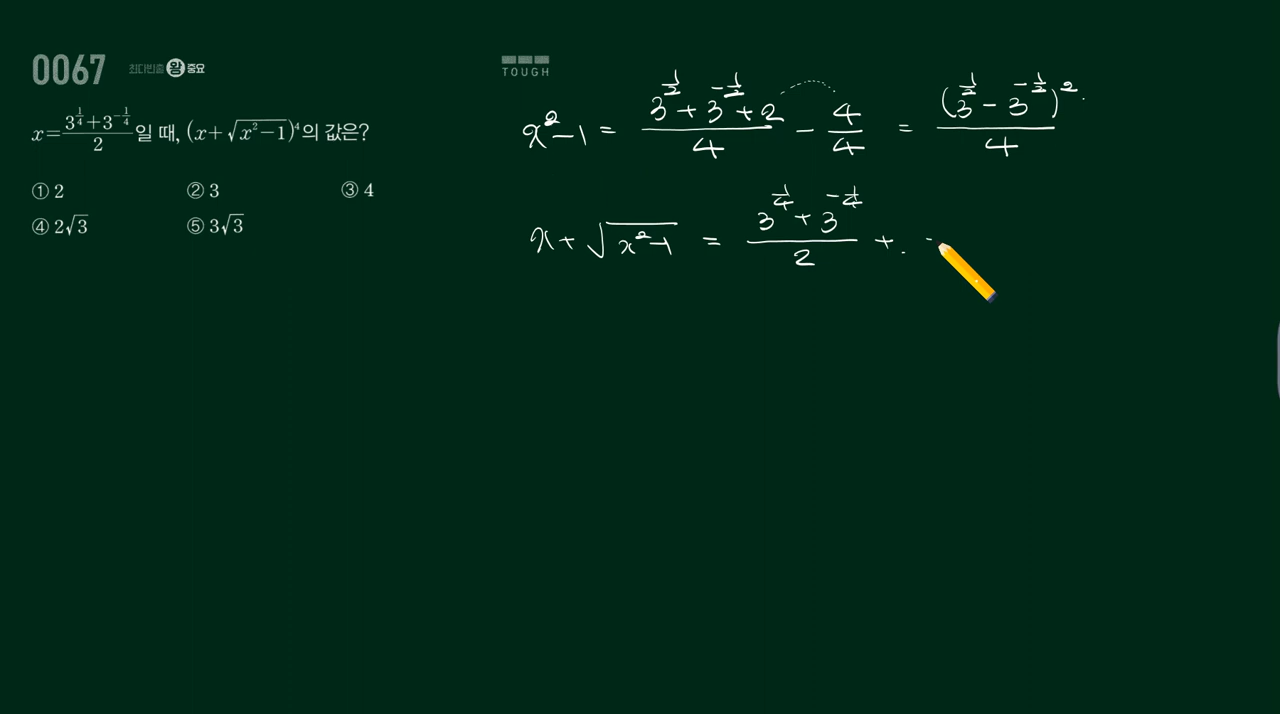 0067 최다빈출 왕 중요
x=(3^(1/4)+3^(-1/4))/2일 때, (x+√(x²-1))⁴의 값은?
① 2 ② 3 ③ 4
④ 2√3 ⑤ 3√3
TOUGH
x²-1 = (3^(1/2)+3^(-1/2)+2)/4 - 4/4 = (3^(1/2)-3^(-1/2))²/4
x+√(x²-1) = (3^(1/4)+3^(-1/4))/2 +